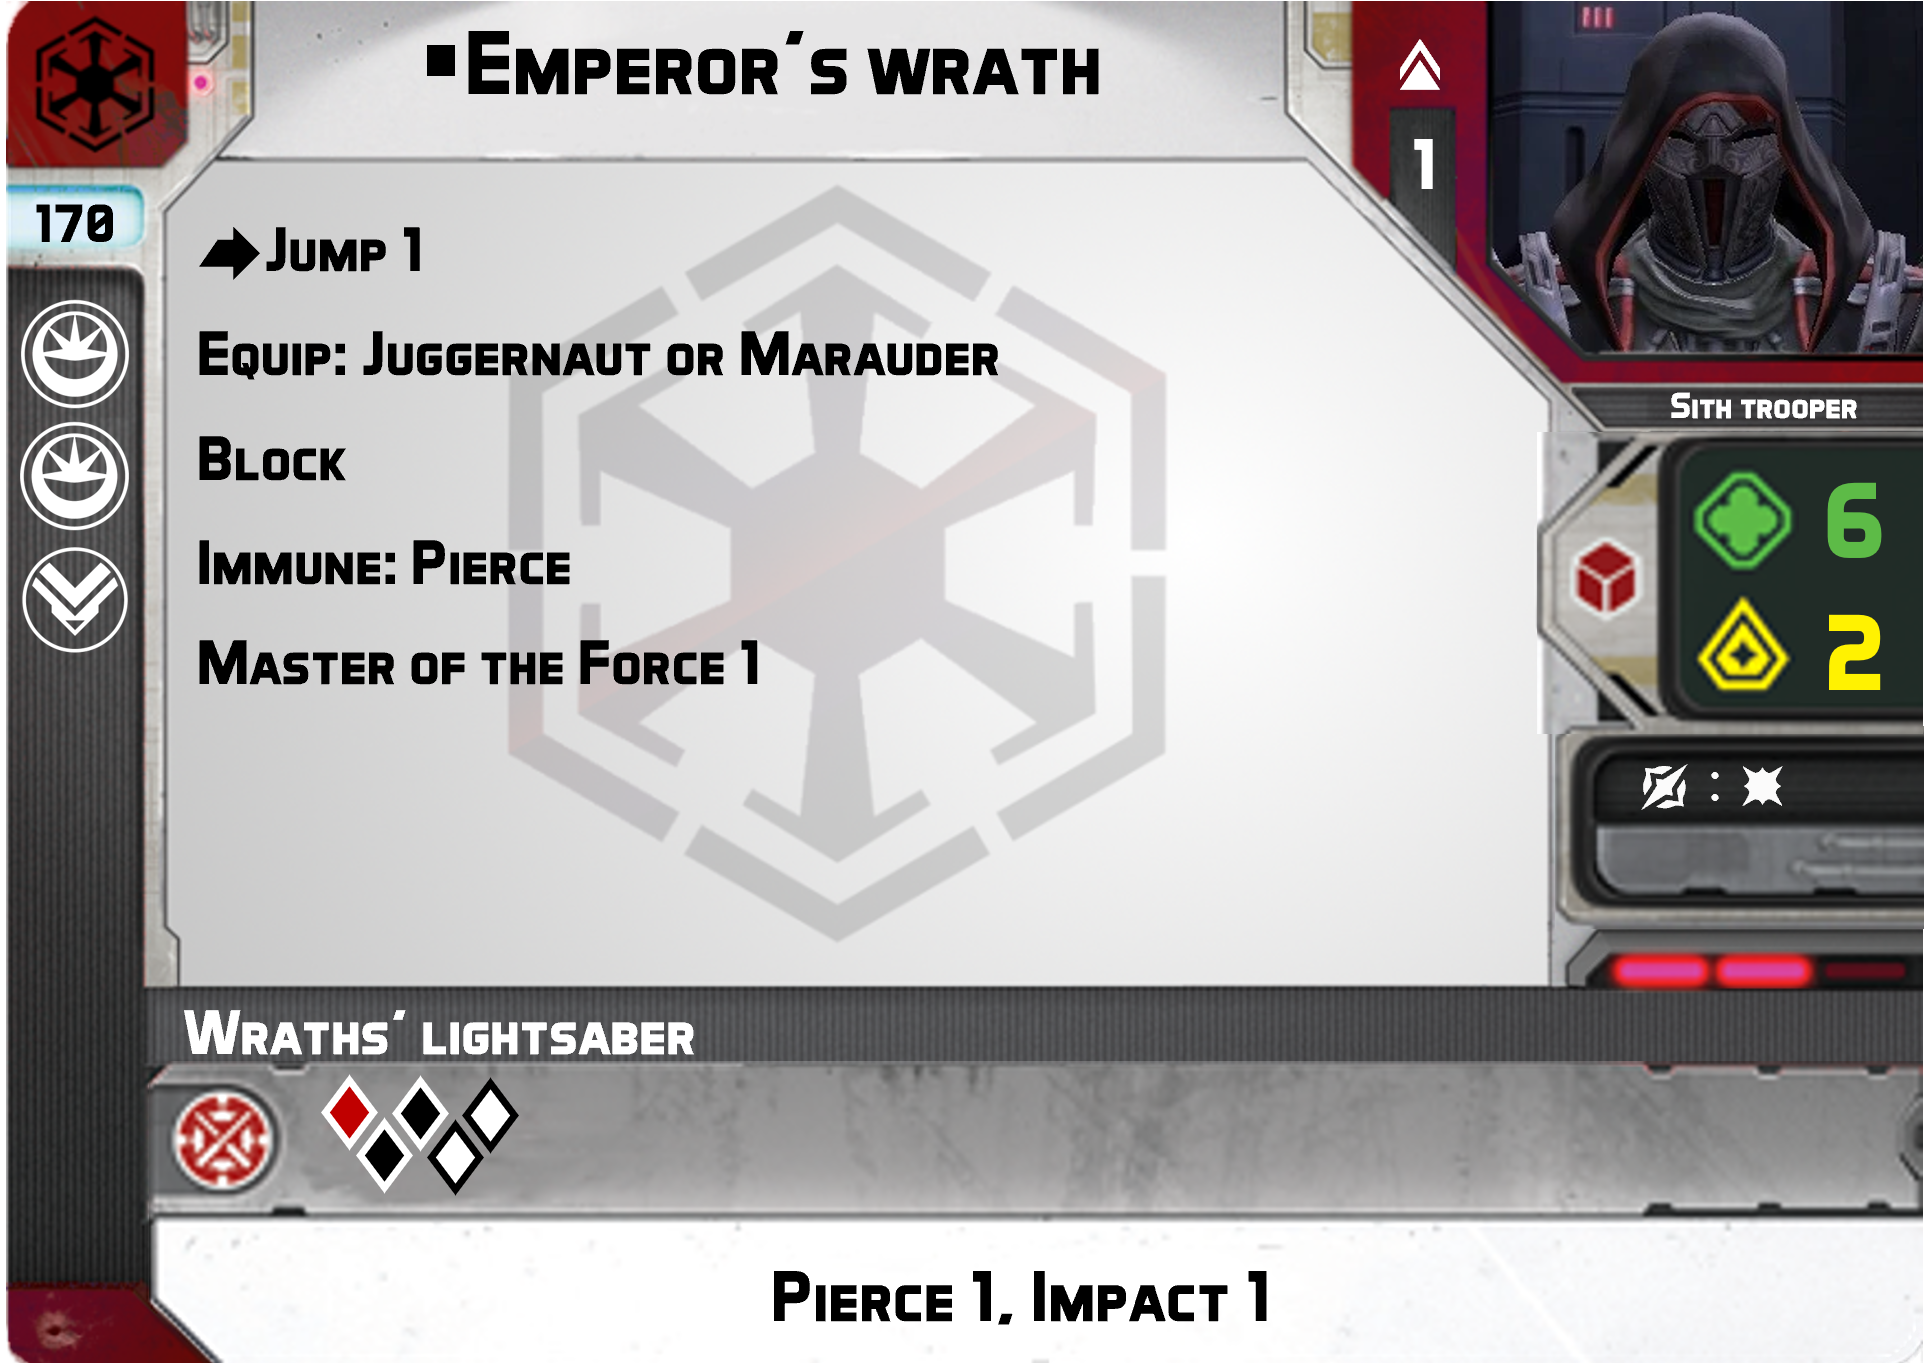 ▪Emperor´s wrath
1
170
Jump 1
Equip: Juggernaut or Marauder
Block
Immune: Pierce
Master of the Force 1
Sith trooper
6
2
:
Wraths´ lightsaber
Pierce 1, Impact 1